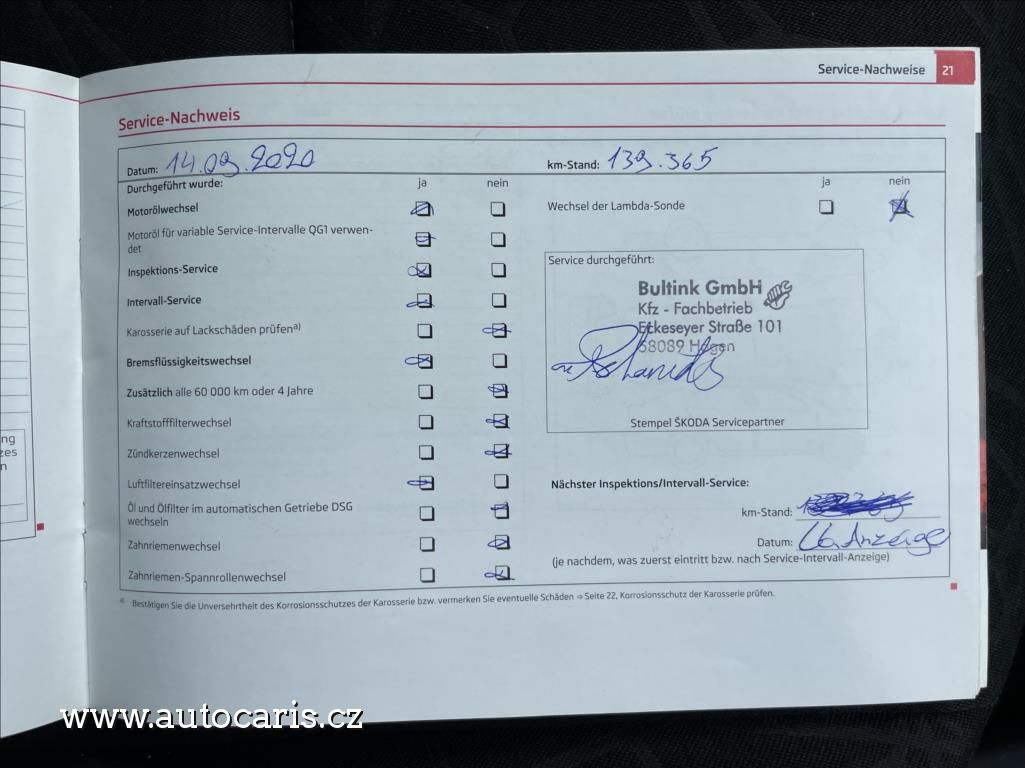 Service-Nachweise 21
Service-Nachweis
Datum: 14.09.2020 km-Stand: 139.365
Durchgeführt wurde: ja nein ja nein
Motorölwechsel
Wechsel der Lambda-Sonde
Motoröl für variable Service-Intervalle QG1 verwen-
det
Inspektions-Service
Intervall-Service
Karosserie auf Lackschäden prüfena)
Bremsflüssigkeitswechsel
Zusätzlich alle 60 000 km oder 4 Jahre
Kraftstofffilterwechsel
Zündkerzenwechsel
Luftfiltereinsatzwechsel
Öl und Ölfilter im automatischen Getriebe DSG
wechseln
Zahnriemenwechsel
Zahnriemen-Spannrollenwechsel
Service durchgeführt:
Bultink GmbH
Kfz - Fachbetrieb
Eckeseyer Straße 101
58089 Hagen
Stempel ŠKODA Servicepartner
Nächster Inspektions/Intervall-Service:
km-Stand:
Datum: Anzeige
(je nachdem, was zuerst eintritt bzw. nach Service-Intervall-Anzeige)
a) Bestätigen Sie die Unversehrtheit des Korrosionsschutzes der Karosserie bzw. vermerken Sie eventuelle Schäden ⇒ Seite 22, Korrosionsschutz der Karosserie prüfen.
ng
zes
n
www.autocaris.cz